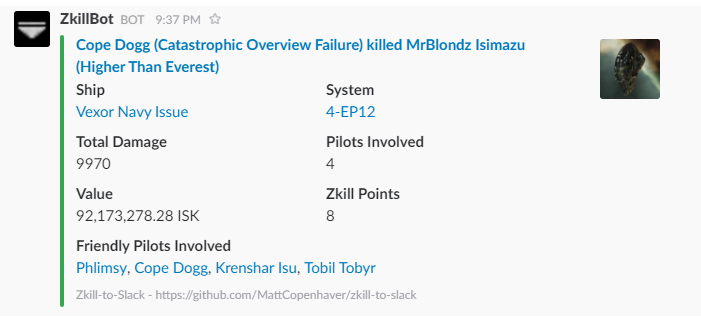 ZkillBot BOT 9:37 PM ☆
Cope Dogg (Catastrophic Overview Failure) killed MrBlondz Isimazu
(Higher Than Everest)
Ship System
Vexor Navy Issue 4-EP12
Total Damage Pilots Involved
9970 4
Value Zkill Points
92,173,278.28 ISK 8
Friendly Pilots Involved
Phlimsy, Cope Dogg, Krenshar Isu, Tobil Tobyr
Zkill-to-Slack - https://github.com/MattCopenhaver/zkill-to-slack